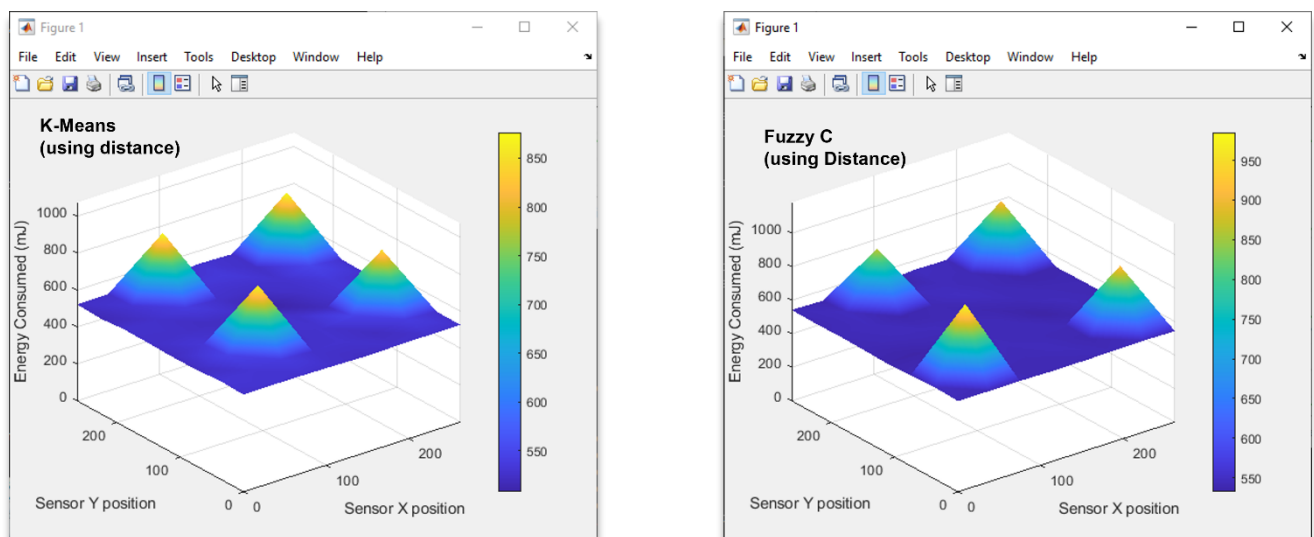 Figure 1
File Edit View Insert Tools Desktop Window Help
K-Means
(using distance)
Energy Consumed (mJ)
1000
800
600
400
200
0
200
100
0
Sensor Y position
0
100
200
Sensor X position
850
800
750
700
650
600
550
Figure 1
File Edit View Insert Tools Desktop Window Help
Fuzzy C
(using Distance)
Energy Consumed (mJ)
1000
800
600
400
200
0
200
100
0
Sensor Y position
0
100
200
Sensor X position
950
900
850
800
750
700
650
600
550